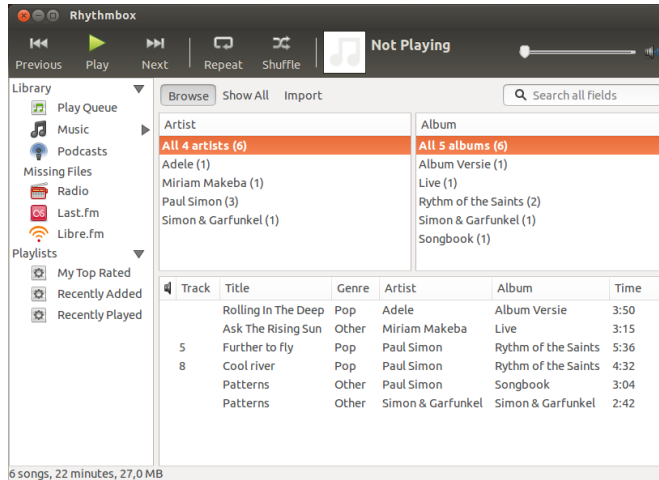 Rhythmbox
Previous Play Next Repeat Shuffle Not Playing
Library
Play Queue
Music
Podcasts
Missing Files
Radio
Last.fm
Libre.fm
Playlists
My Top Rated
Recently Added
Recently Played
Browse Show All Import Search all fields
Artist
All 4 artists (6)
Adele (1)
Miriam Makeba (1)
Paul Simon (3)
Simon & Garfunkel (1)
Album
All 5 albums (6)
Album Versie (1)
Live (1)
Rythm of the Saints (2)
Simon & Garfunkel (1)
Songbook (1)
Track Title Genre Artist Album Time
Rolling In The Deep Pop Adele Album Versie 3:50
Ask The Rising Sun Other Miriam Makeba Live 3:15
5 Further to fly Pop Paul Simon Rythm of the Saints 5:36
8 Cool river Pop Paul Simon Rythm of the Saints 4:32
Patterns Other Paul Simon Songbook 3:04
Patterns Other Simon & Garfunkel Simon & Garfunkel 2:42
6 songs, 22 minutes, 27,0 MB